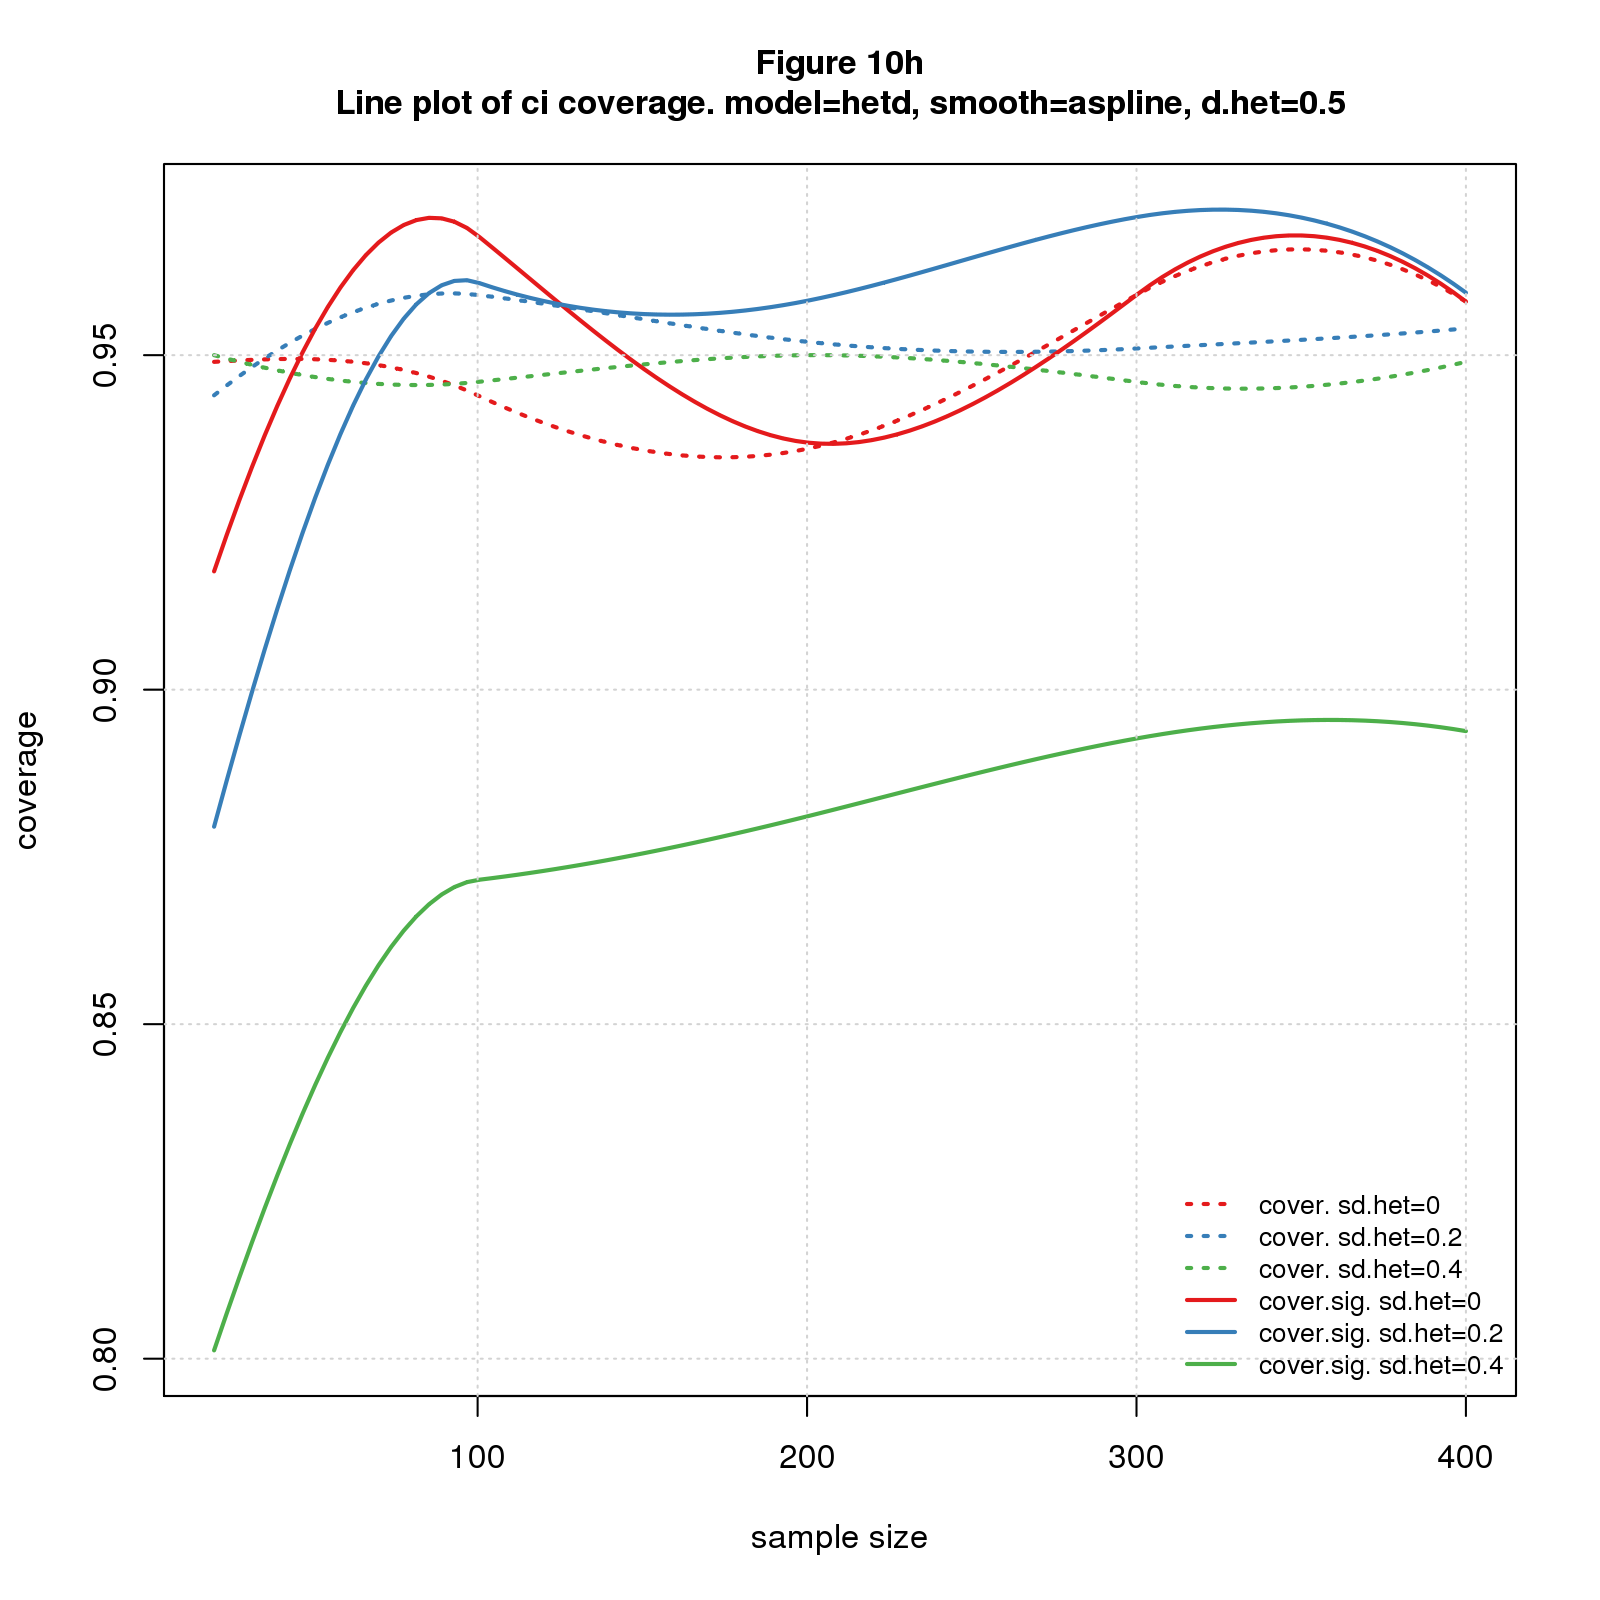 Figure 10h
Line plot of ci coverage. model=hetd, smooth=aspline, d.het=0.5
coverage
0.95
0.90
0.85
0.80
cover. sd.het=0
cover. sd.het=0.2
cover. sd.het=0.4
cover.sig. sd.het=0
cover.sig. sd.het=0.2
cover.sig. sd.het=0.4
100 200 300 400
sample size